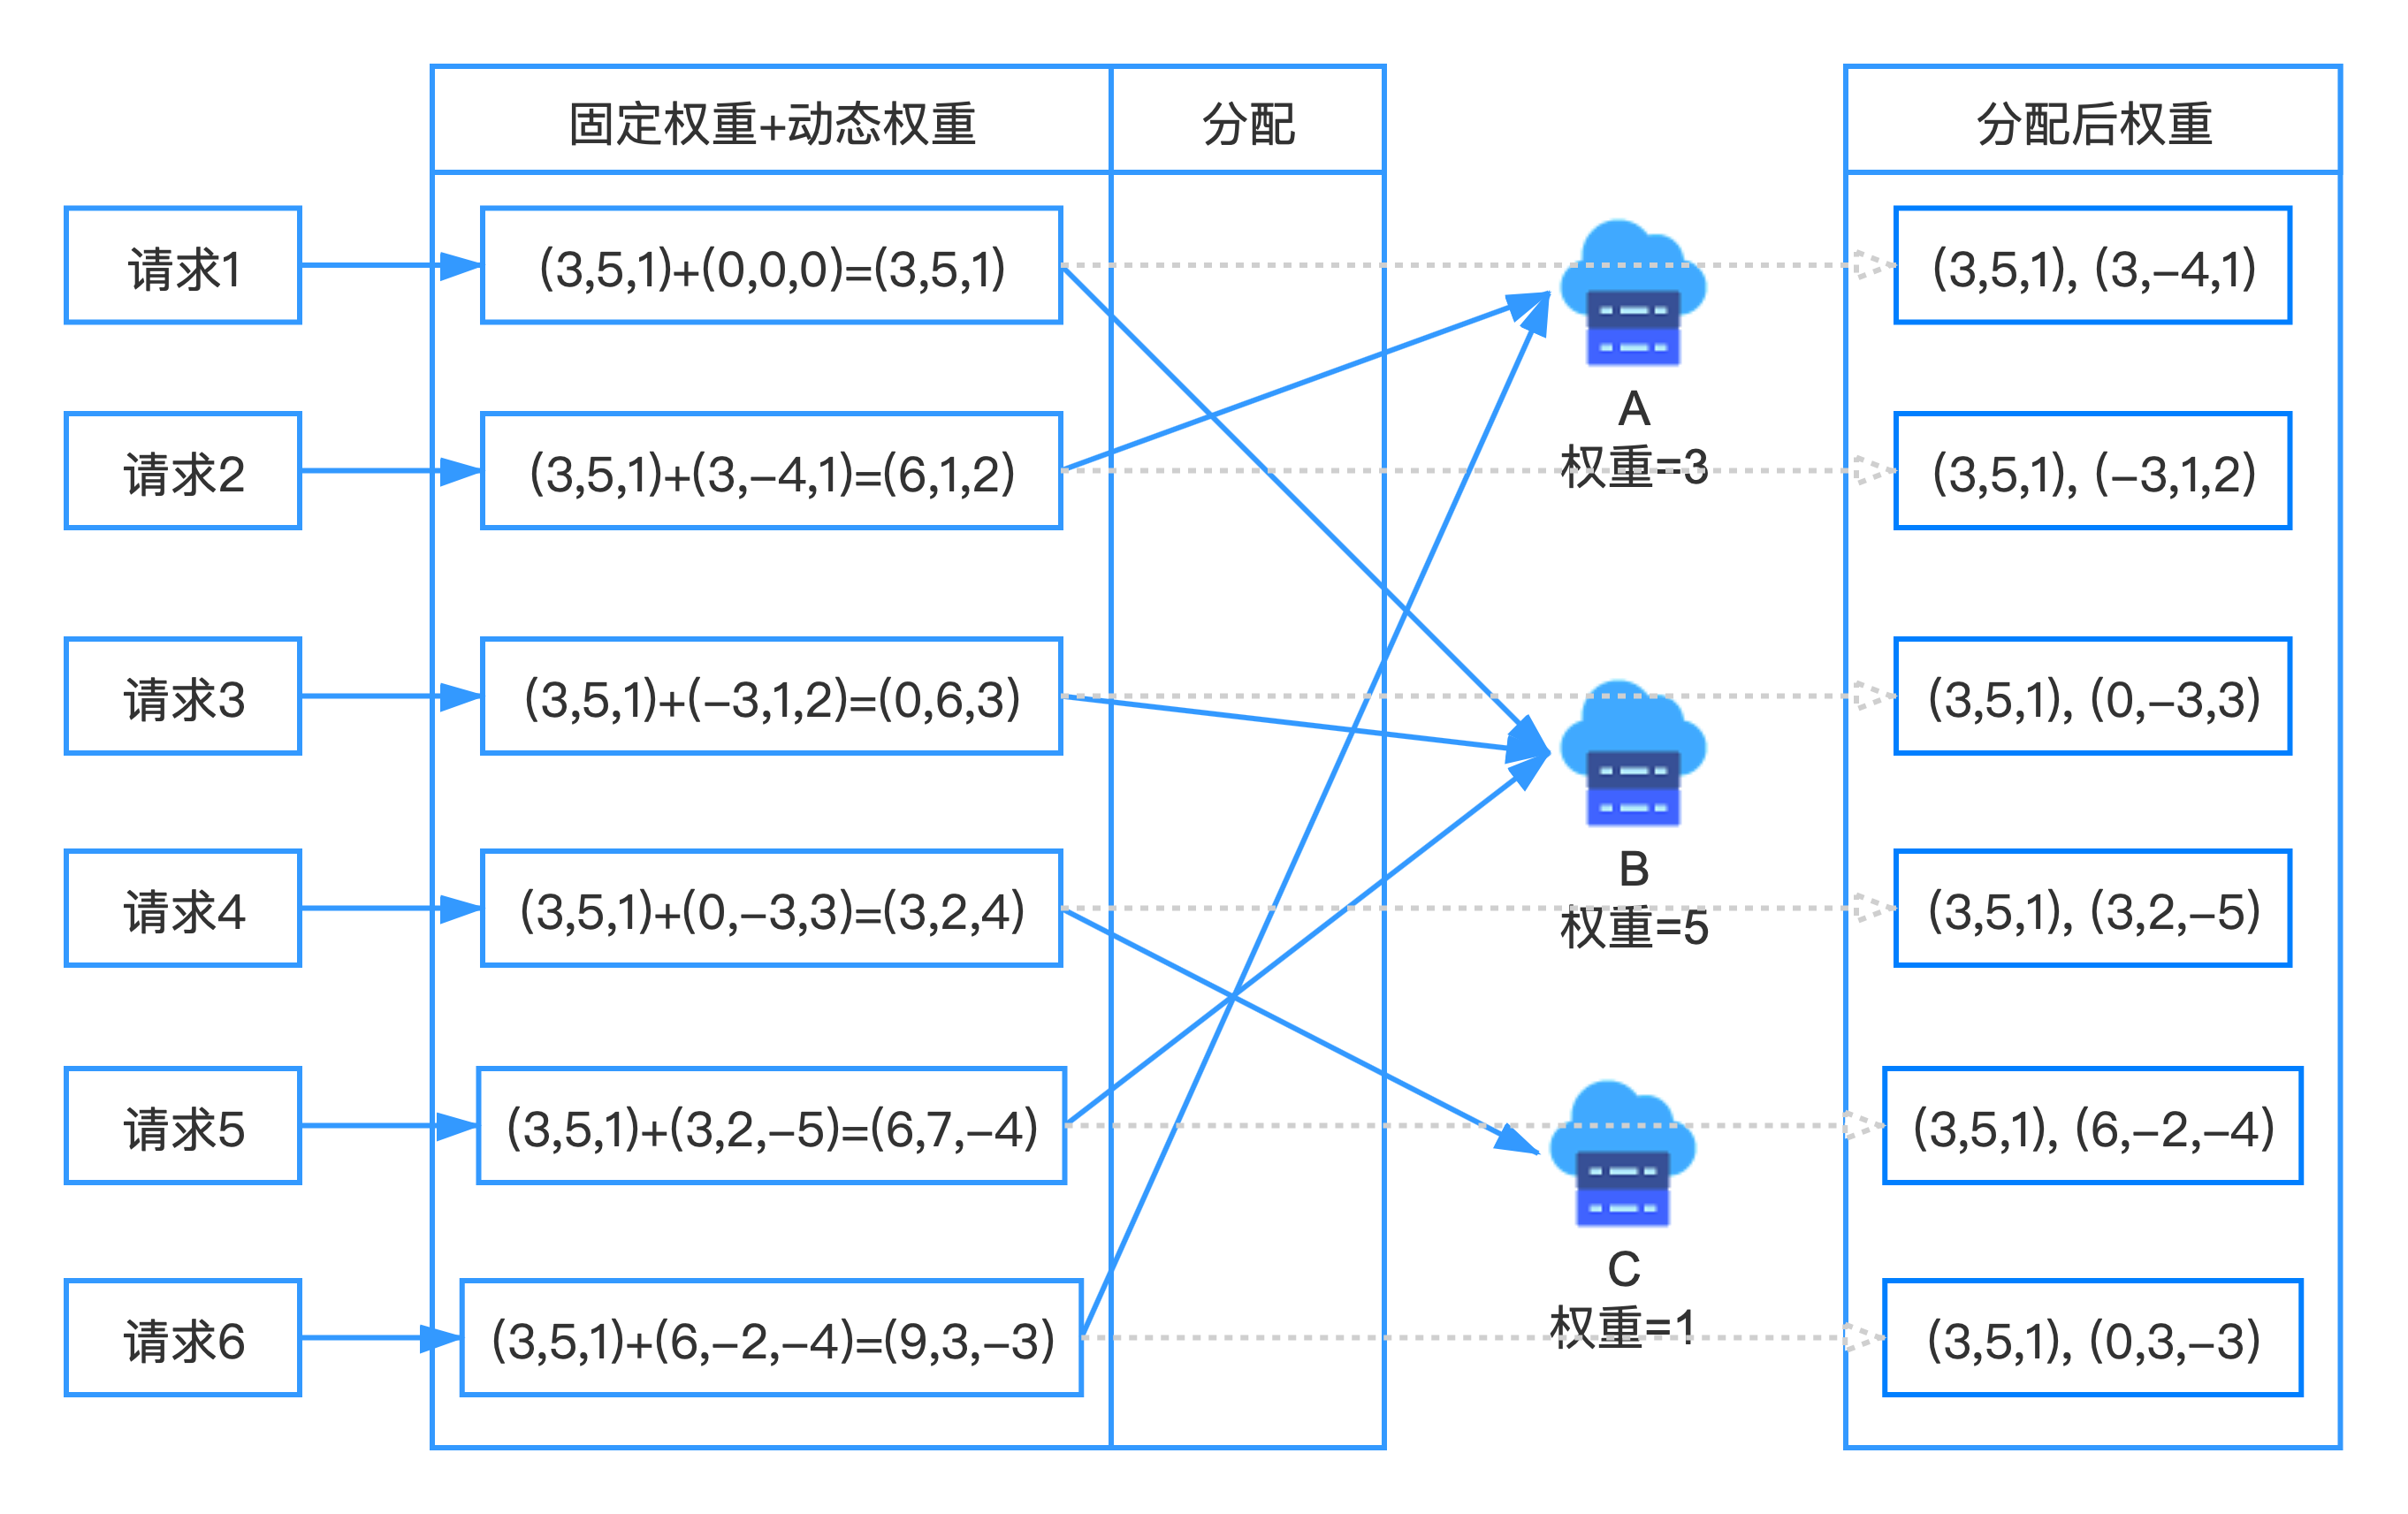 固定权重+动态权重
分配
分配后权重
请求1
(3,5,1)+(0,0,0)=(3,5,1)
(3,5,1), (3,-4,1)
A
权重=3
请求2
(3,5,1)+(3,-4,1)=(6,1,2)
(3,5,1), (-3,1,2)
请求3
(3,5,1)+(-3,1,2)=(0,6,3)
(3,5,1), (0,-3,3)
B
权重=5
请求4
(3,5,1)+(0,-3,3)=(3,2,4)
(3,5,1), (3,2,-5)
请求5
(3,5,1)+(3,2,-5)=(6,7,-4)
(3,5,1), (6,-2,-4)
C
权重=1
请求6
(3,5,1)+(6,-2,-4)=(9,3,-3)
(3,5,1), (0,3,-3)